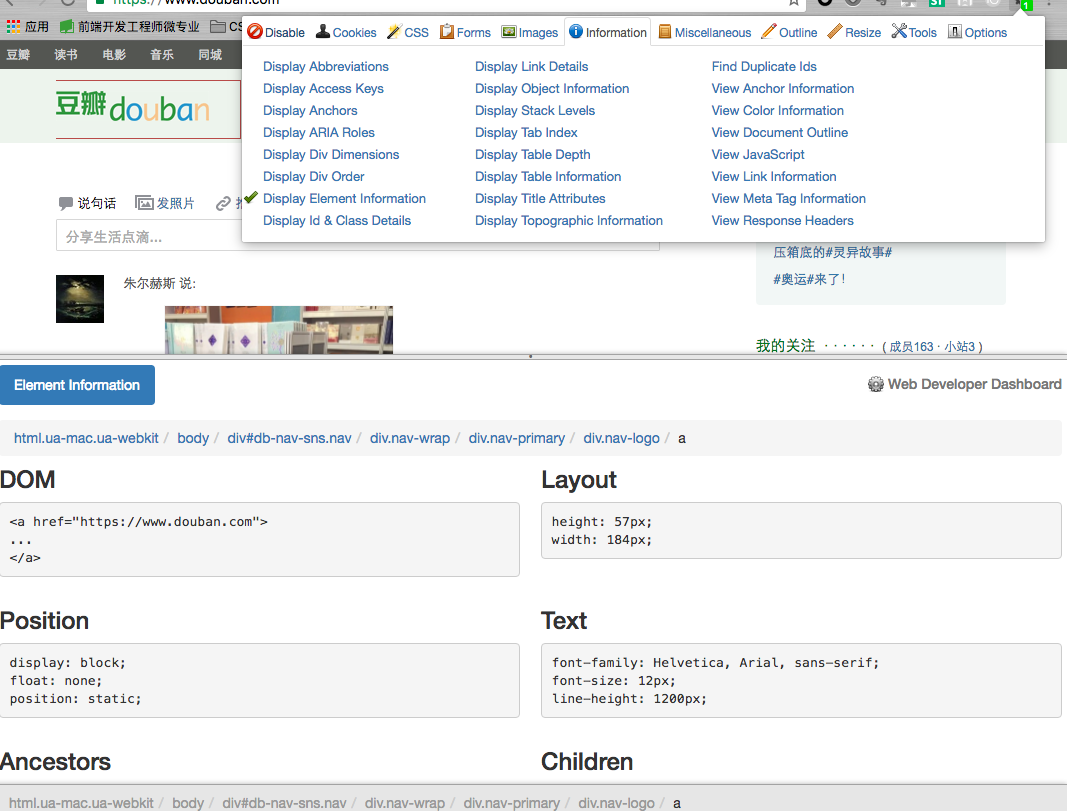 https://www.douban.com
应用 前端开发工程师微专业 CS
Disable Cookies CSS Forms Images Information Miscellaneous Outline Resize Tools Options
豆瓣 读书 电影 音乐 同城
豆瓣douban
Display Abbreviations
Display Access Keys
Display Anchors
Display ARIA Roles
Display Div Dimensions
Display Div Order
Display Element Information
Display Id & Class Details
Display Link Details
Display Object Information
Display Stack Levels
Display Tab Index
Display Table Depth
Display Table Information
Display Title Attributes
Display Topographic Information
Find Duplicate Ids
View Anchor Information
View Color Information
View Document Outline
View JavaScript
View Link Information
View Meta Tag Information
View Response Headers
说句话 发照片
分享生活点滴...
朱尔赫斯 说:
压箱底的#灵异故事#
#奥运#来了!
我的关注 · · · · · · ( 成员163 · 小站3 )
Element Information
Web Developer Dashboard
html.ua-mac.ua-webkit / body / div#db-nav-sns.nav / div.nav-wrap / div.nav-primary / div.nav-logo / a
DOM
<a href="https://www.douban.com">
...
</a>
Layout
height: 57px;
width: 184px;
Position
display: block;
float: none;
position: static;
Text
font-family: Helvetica, Arial, sans-serif;
font-size: 12px;
line-height: 1200px;
Ancestors
Children
html.ua-mac.ua-webkit / body / div#db-nav-sns.nav / div.nav-wrap / div.nav-primary / div.nav-logo / a